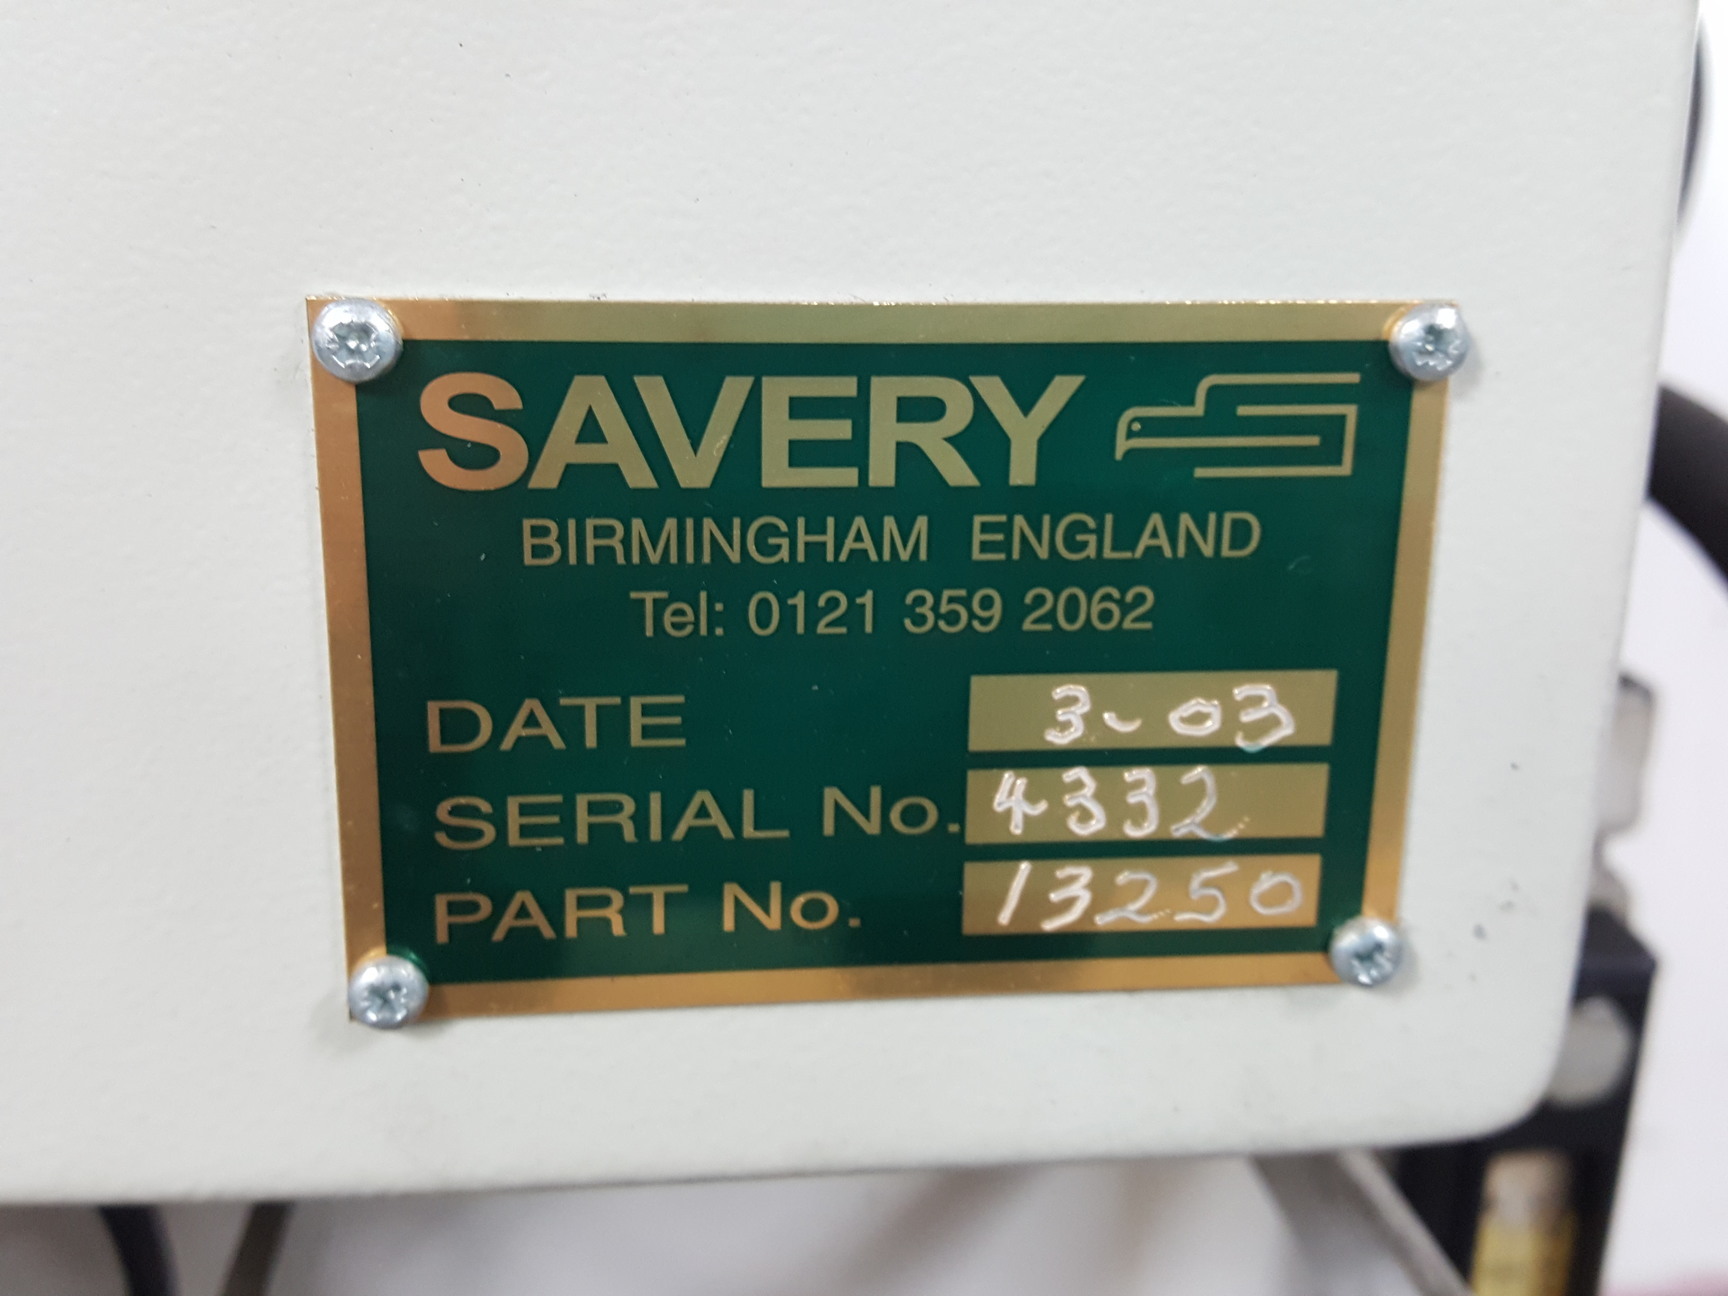 SAVERY
BIRMINGHAM ENGLAND
Tel: 0121 359 2062
DATE 3-03
SERIAL No. 4332
PART No. 13250